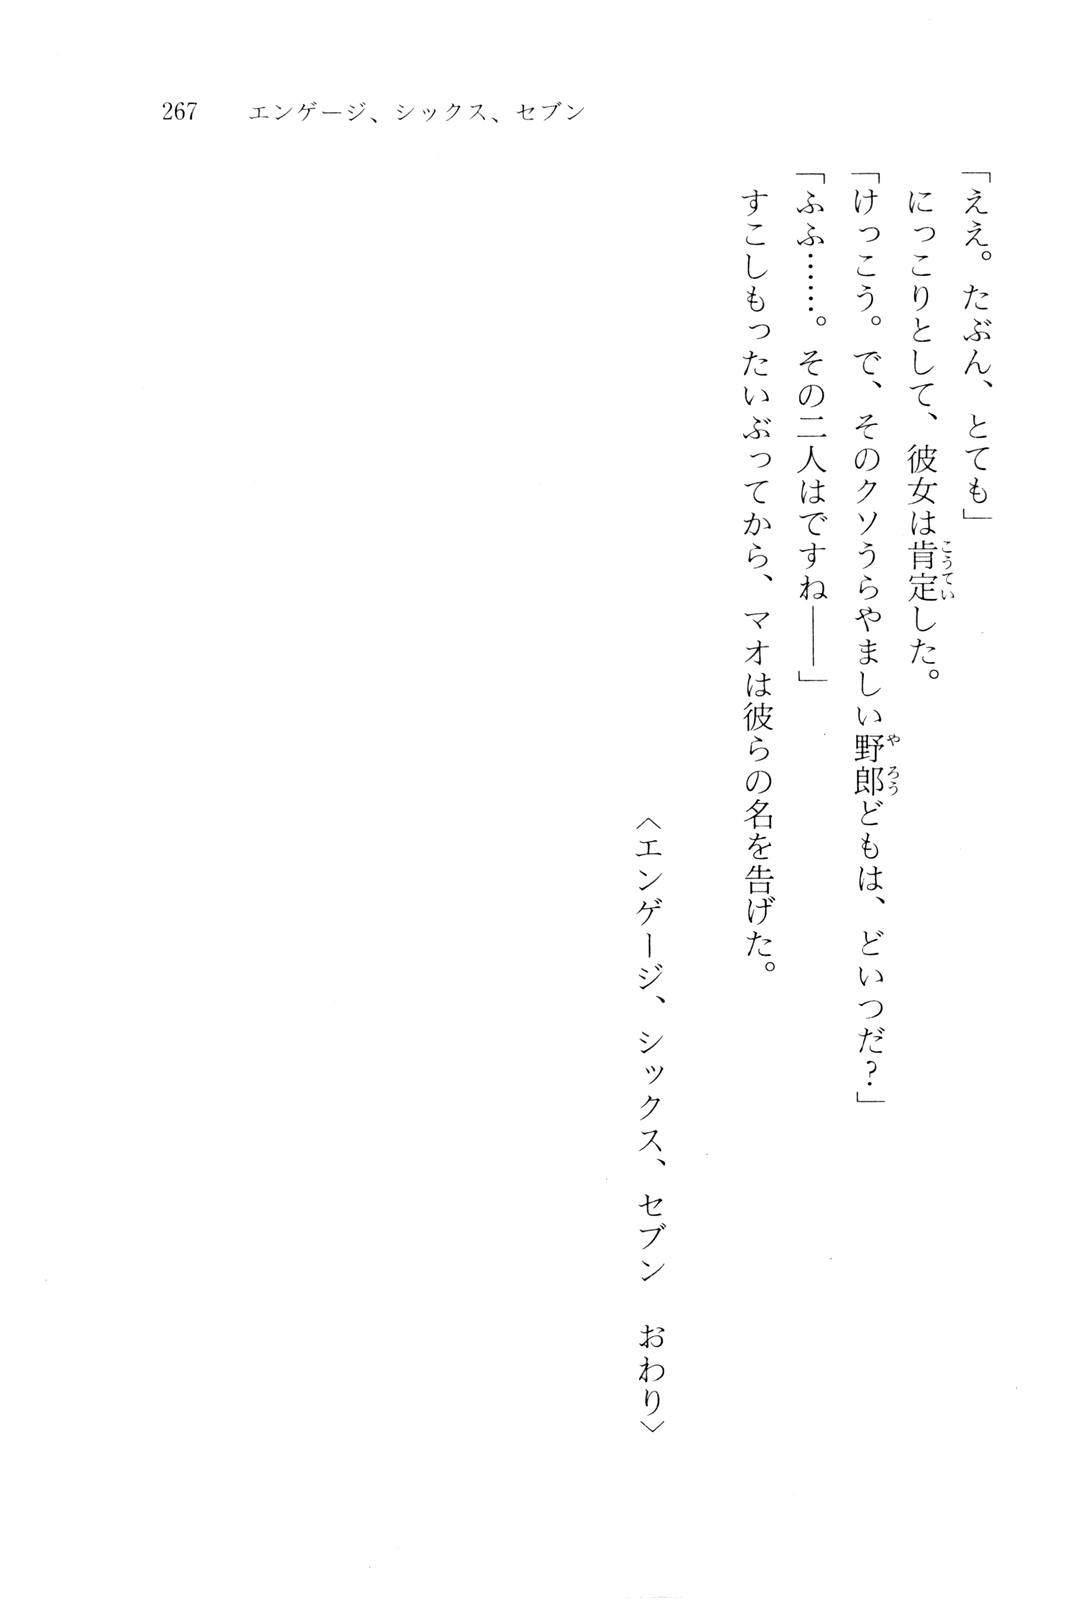 267 エンゲージ、シックス、セブン
「ええ。たぶん、とても」
にっこりとして、彼女は肯定した。
「けっこう。で、そのクソうらやましい野郎どもは、どいつだ？」
「ふふ……。その二人はですね――」
すこしもったいぶってから、マオは彼らの名を告げた。
〈エンゲージ、シックス、セブン　おわり〉